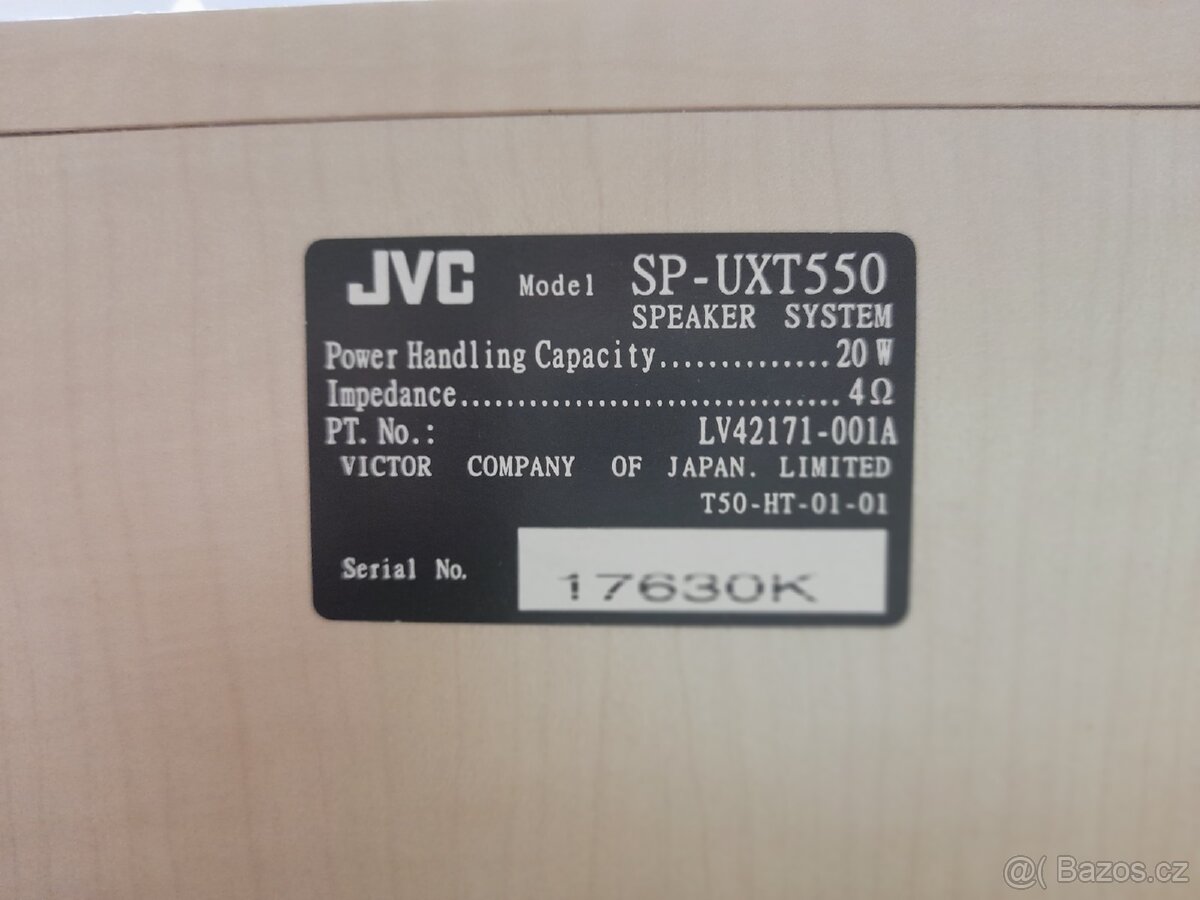 JVC Model SP-UXT550
SPEAKER SYSTEM
Power Handling Capacity..............20 W
Impedance.................................4Ω
PT. No.: LV42171-001A
VICTOR COMPANY OF JAPAN. LIMITED
T50-HT-01-01
Serial No. 17630K
@( Bazos.cz